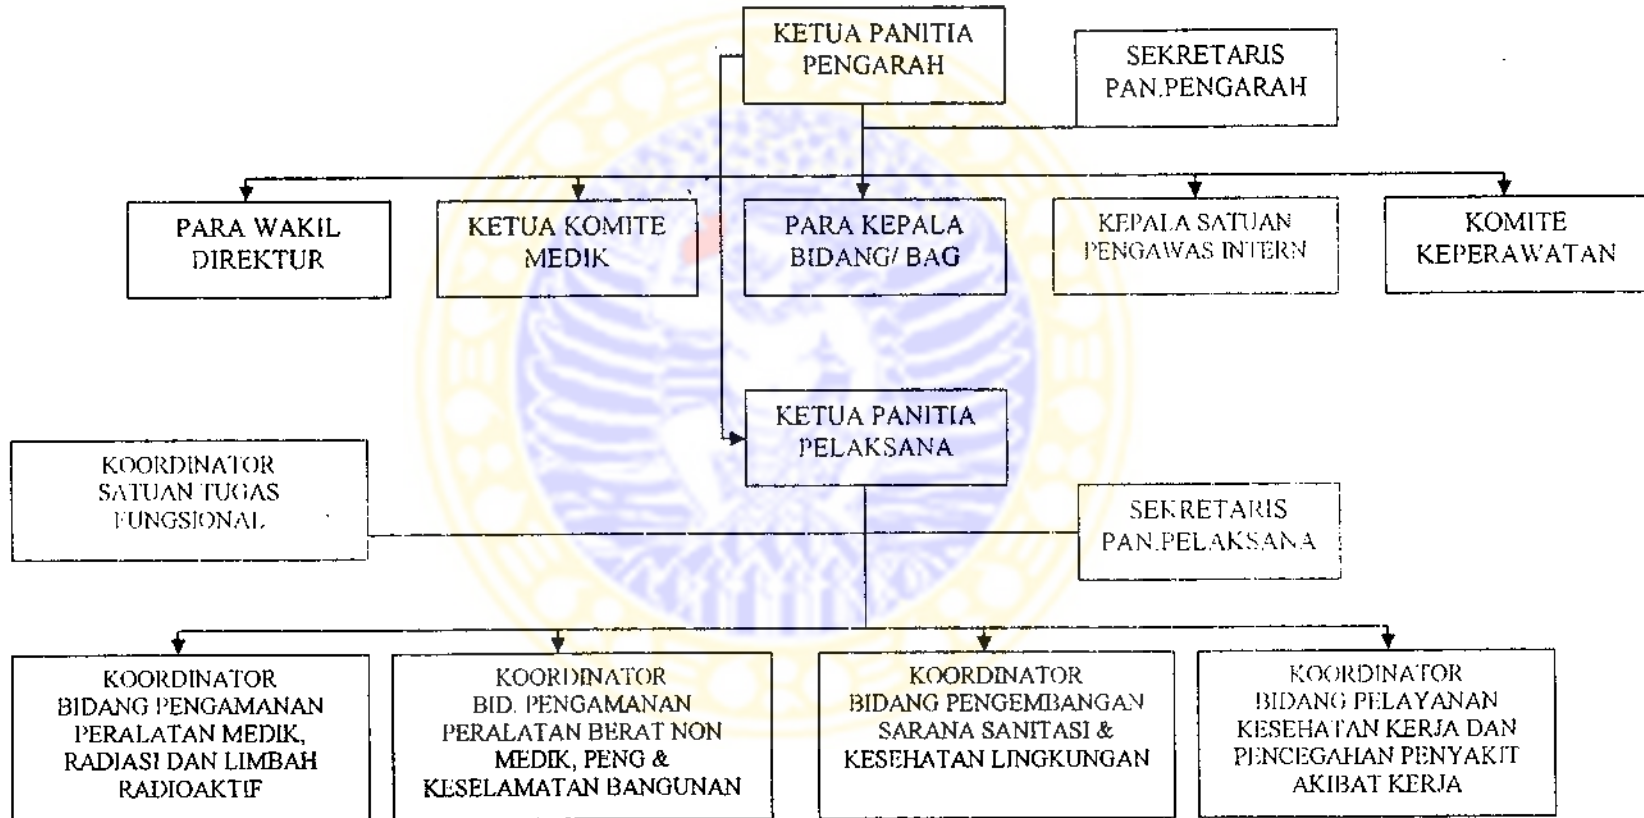 KETUA PANITIA
PENGARAH
SEKRETARIS
PAN.PENGARAH
PARA WAKIL
DIREKTUR
KETUA KOMITE
MEDIK
PARA KEPALA
BIDANG/ BAG
KEPALA SATUAN
PENGAWAS INTERN
KOMITE
KEPERAWATAN
KETUA PANITIA
PELAKSANA
KOORDINATOR
SATUAN TUGAS
FUNGSIONAL
SEKRETARIS
PAN.PELAKSANA
KOORDINATOR
BIDANG PENGAMANAN
PERALATAN MEDIK,
RADIASI DAN LIMBAH
RADIOAKTIF
KOORDINATOR
BID. PENGAMANAN
PERALATAN BERAT NON
MEDIK, PENG &
KESELAMATAN BANGUNAN
KOORDINATOR
BIDANG PENGEMBANGAN
SARANA SANITASI &
KESEHATAN LINGKUNGAN
KOORDINATOR
BIDANG PELAYANAN
KESEHATAN KERJA DAN
PENCEGAHAN PENYAKIT
AKIBAT KERJA